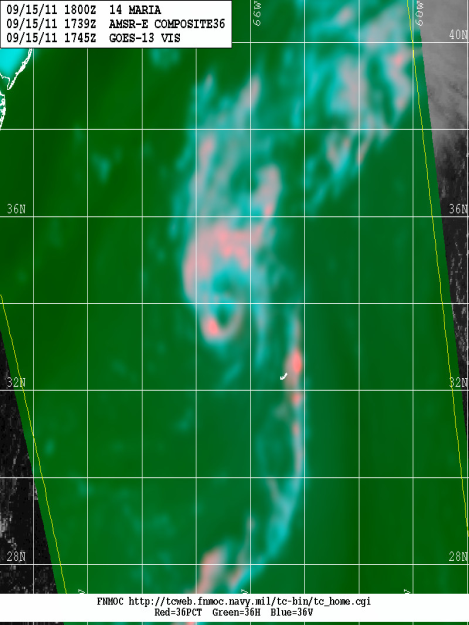 09/15/11 1800Z 14 MARIA
09/15/11 1739Z AMSR-E COMPOSITE36
09/15/11 1745Z GOES-13 VIS
66W
60W
40N
36N
36N
32N
32N
28N
28N
FNMOC http://tcweb.fnmoc.navy.mil/tc-bin/tc_home.cgi
Red=36PCT Green=36H Blue=36V